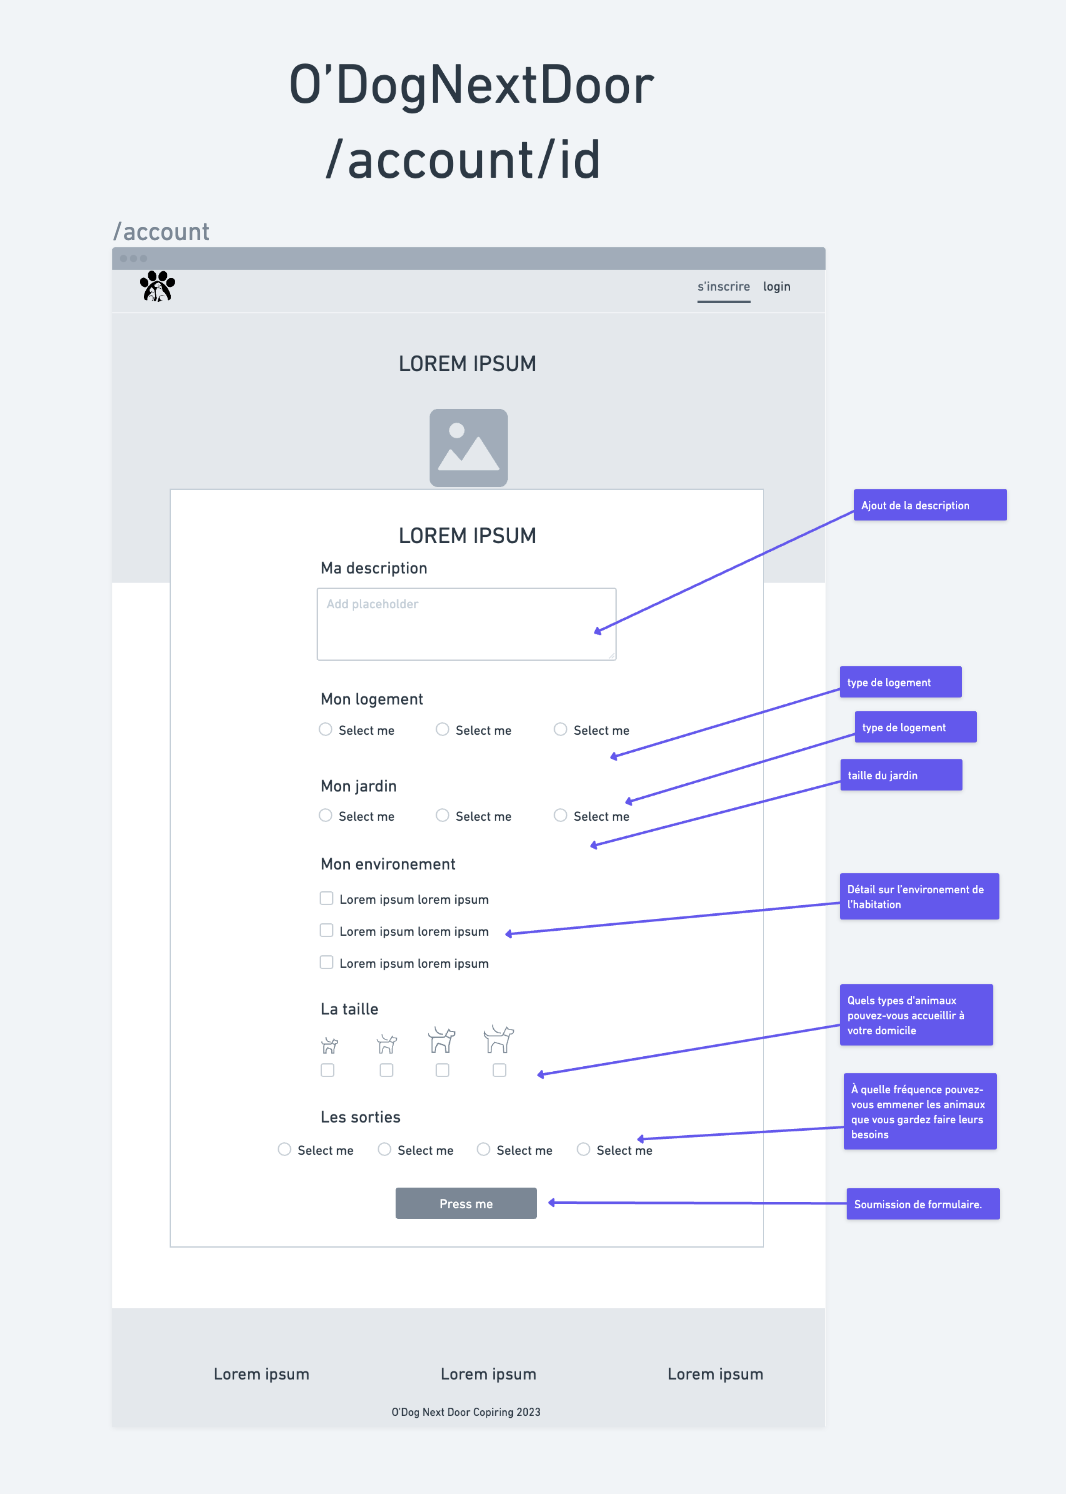 O'DogNextDoor
/account/id
/account
s'inscrire login
LOREM IPSUM
LOREM IPSUM
Ajout de la description
Ma description
Add placeholder
type de logement
Mon logement
Select me Select me Select me
type de logement
taille du jardin
Mon jardin
Select me Select me Select me
Mon environement
Détail sur l'environement de
l'habitation
Lorem ipsum lorem ipsum
Lorem ipsum lorem ipsum
Lorem ipsum lorem ipsum
La taille
Quels types d'animaux
pouvez-vous accueillir à
votre domicile
Les sorties
À quelle fréquence pouvez-
vous emmener les animaux
que vous gardez faire leurs
besoins
Select me Select me Select me Select me
Press me
Soumission de formulaire.
Lorem ipsum Lorem ipsum Lorem ipsum
O'Dog Next Door Copiring 2023